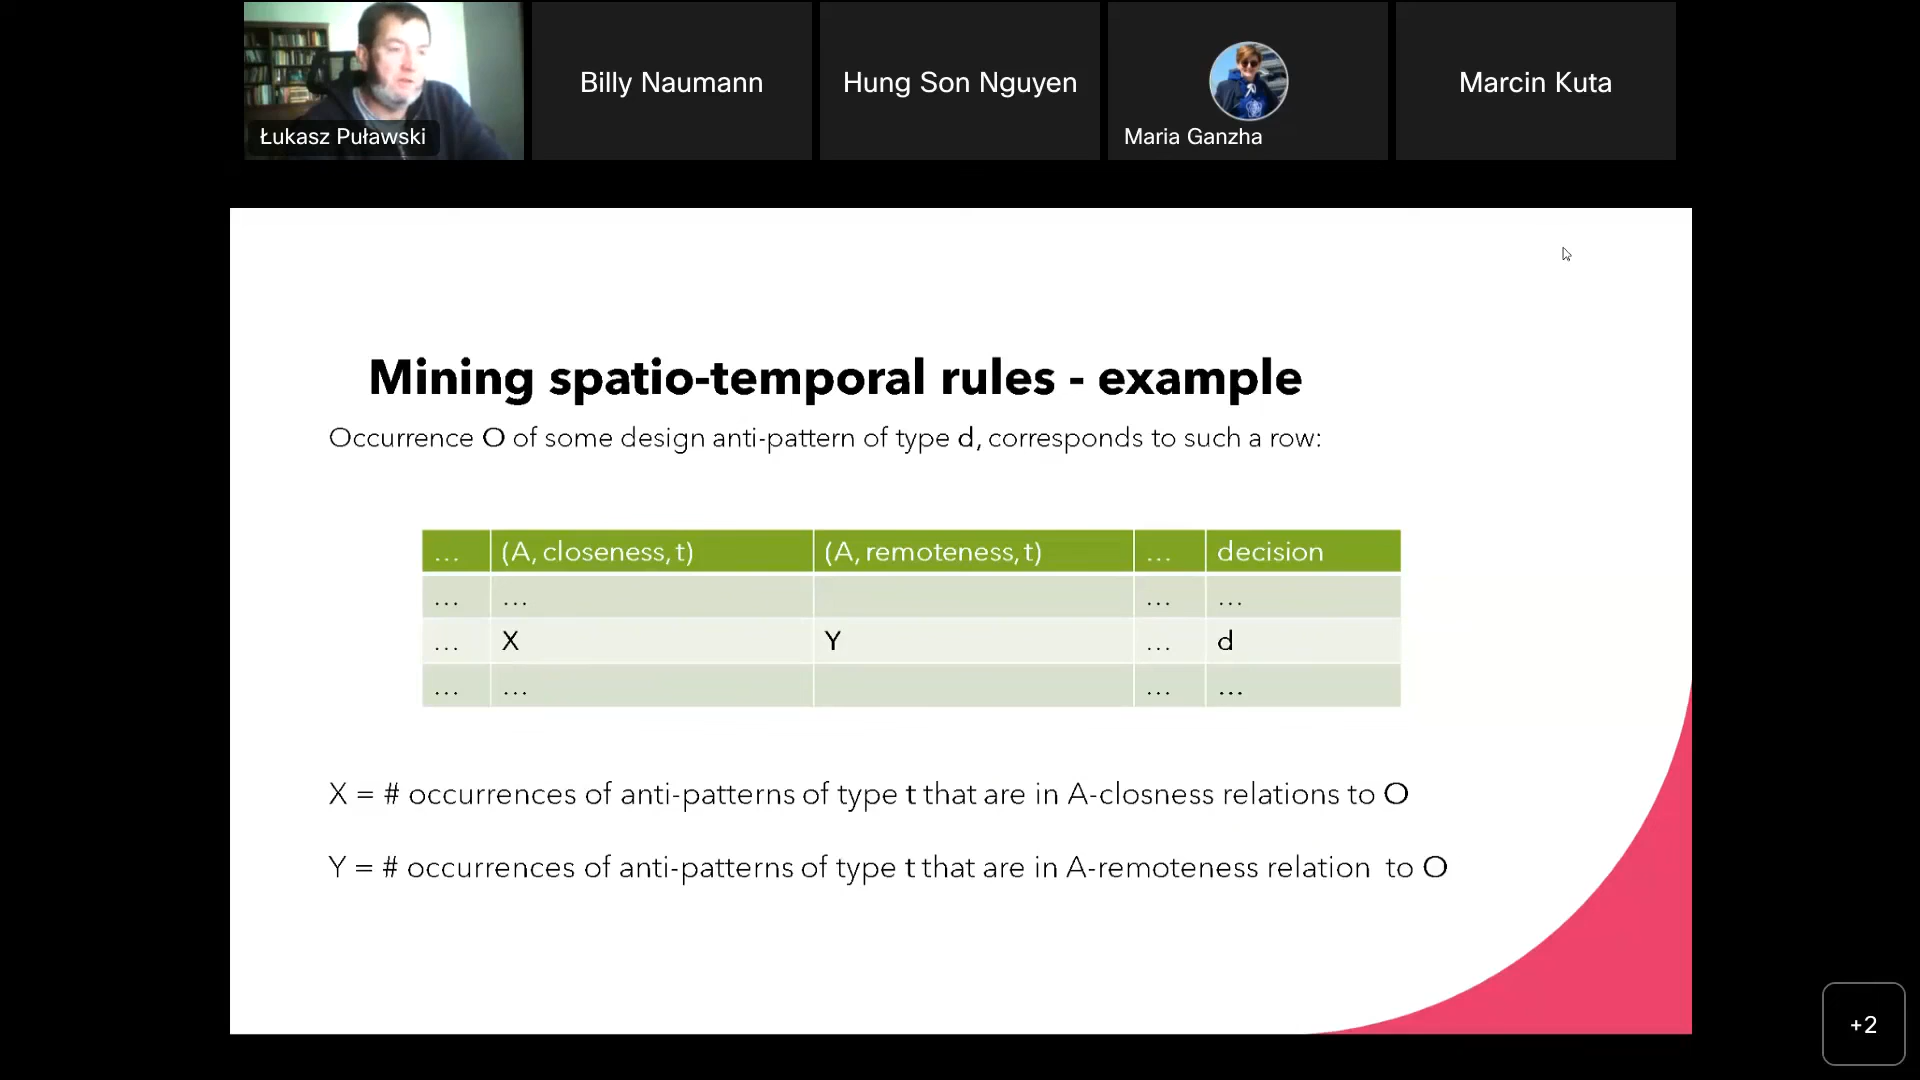 Łukasz Puławski
Billy Naumann
Hung Son Nguyen
Maria Ganzha
Marcin Kuta
Mining spatio-temporal rules - example
Occurrence O of some design anti-pattern of type d, corresponds to such a row:
... (A, closeness, t) (A, remoteness, t) ... decision
... ... ... ...
... X Y ... d
... ... ... ...
X = # occurrences of anti-patterns of type t that are in A-closness relations to O
Y = # occurrences of anti-patterns of type t that are in A-remoteness relation to O
+2